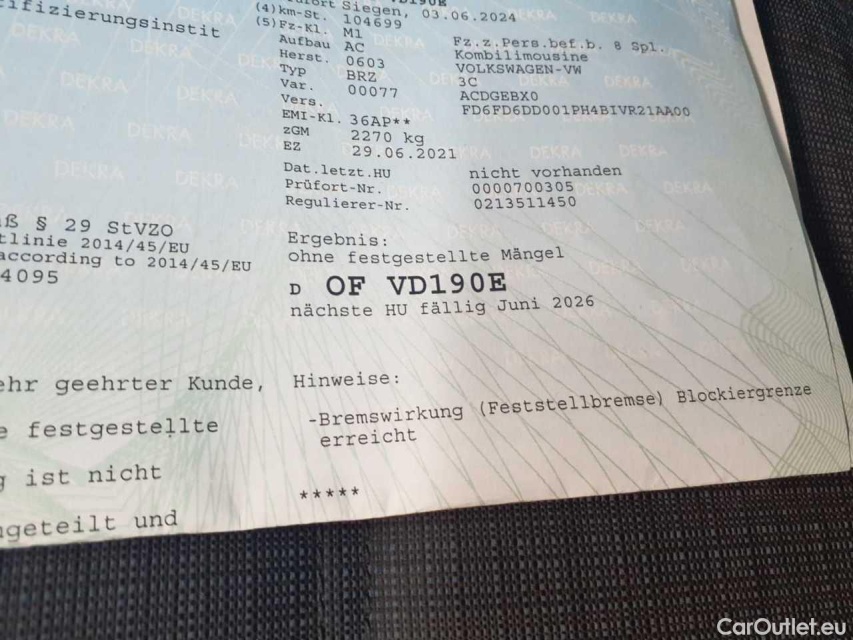 ifizierungsinstit
rüfort Siegen, 03.06.2024
(4)km-St. 104699
(5)Fz-Kl. M1 Fz.z.Pers.bef.b. 8 Spl.
Aufbau AC Kombilimousine
Herst. 0603 VOLKSWAGEN-VW
Typ BRZ 3C
Var. 00077 ACDGEBX0
Vers. FD6FD6DD001PH4BIVR21AA00
EMI-Kl. 36AP**
zGM 2270 kg
EZ 29.06.2021
Dat.letzt.HU nicht vorhanden
Prüfort-Nr. 0000700305
Regulierer-Nr. 0213511450
ß § 29 StVZO
tlinie 2014/45/EU
according to 2014/45/EU
4095
Ergebnis:
ohne festgestellte Mängel
D OF VD190E
nächste HU fällig Juni 2026
ehr geehrter Kunde,
e festgestellte
g ist nicht
ngeteilt und
Hinweise:
-Bremswirkung (Feststellbremse) Blockiergrenze
erreicht
*****
DEKRA
CarOutlet.eu